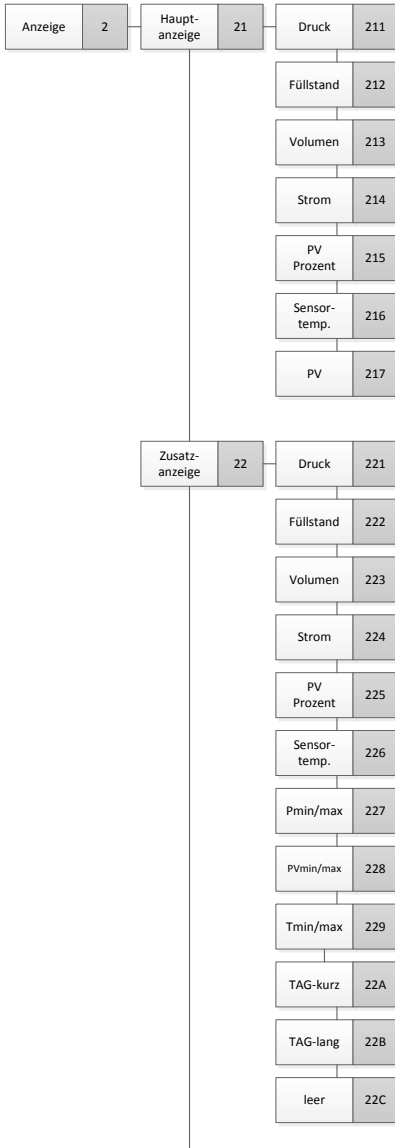 Anzeige 2 Haupt-
anzeige 21 Druck 211
Füllstand 212
Volumen 213
Strom 214
PV
Prozent 215
Sensor-
temp. 216
PV 217
Zusatz-
anzeige 22 Druck 221
Füllstand 222
Volumen 223
Strom 224
PV
Prozent 225
Sensor-
temp. 226
Pmin/max 227
PVmin/max 228
Tmin/max 229
TAG-kurz 22A
TAG-lang 22B
leer 22C